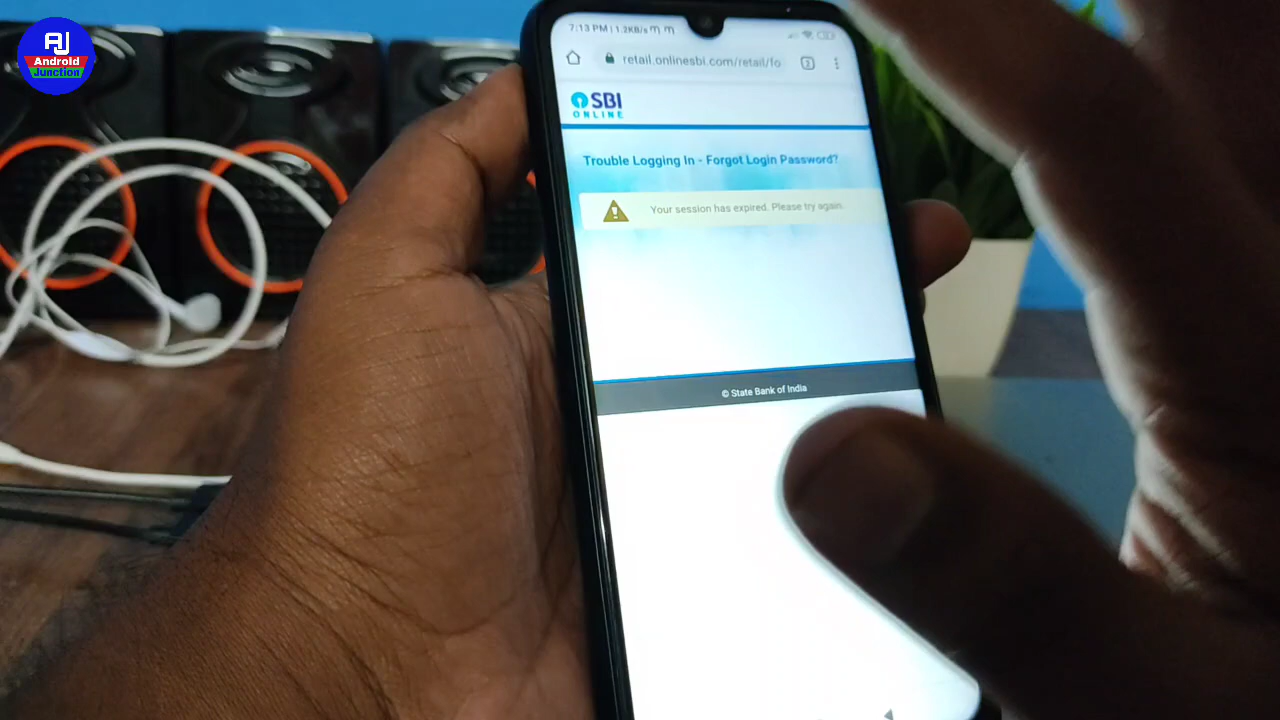 AJ
Android
Junction
7:13 PM | 1.2KB/s
retail.onlinesbi.com/retail/fo
2
SBI
ONLINE
Trouble Logging In - Forgot Login Password?
Your session has expired. Please try again.
© State Bank of India